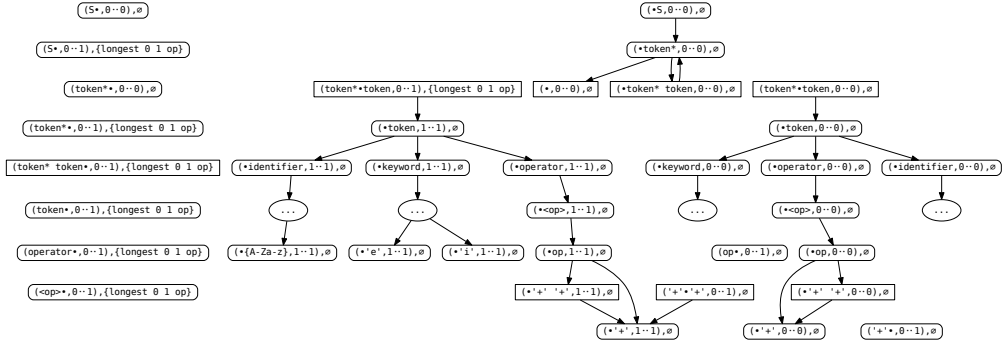 (S•,0··0),∅
(•S,0··0),∅
(S•,0··1),{longest 0 1 op}
(•token*,0··0),∅
(token*•,0··0),∅
(token*•token,0··1),{longest 0 1 op}
(•,0··0),∅
(•token* token,0··0),∅
(token*•token,0··0),∅
(token*•,0··1),{longest 0 1 op}
(•token,1··1),∅
(•token,0··0),∅
(token* token•,0··1),{longest 0 1 op}
(•identifier,1··1),∅
(•keyword,1··1),∅
(•operator,1··1),∅
(•keyword,0··0),∅
(•operator,0··0),∅
(•identifier,0··0),∅
(token•,0··1),{longest 0 1 op}
...
...
(•<op>,1··1),∅
...
(•<op>,0··0),∅
...
(operator•,0··1),{longest 0 1 op}
(•{A-Za-z},1··1),∅
(•'e',1··1),∅
(•'i',1··1),∅
(•op,1··1),∅
(op•,0··1),∅
(•op,0··0),∅
(<op>•,0··1),{longest 0 1 op}
(•'+' '+',1··1),∅
('+'•'+',0··1),∅
(•'+' '+',0··0),∅
(•'+',1··1),∅
(•'+',0··0),∅
('+'•,0··1),∅